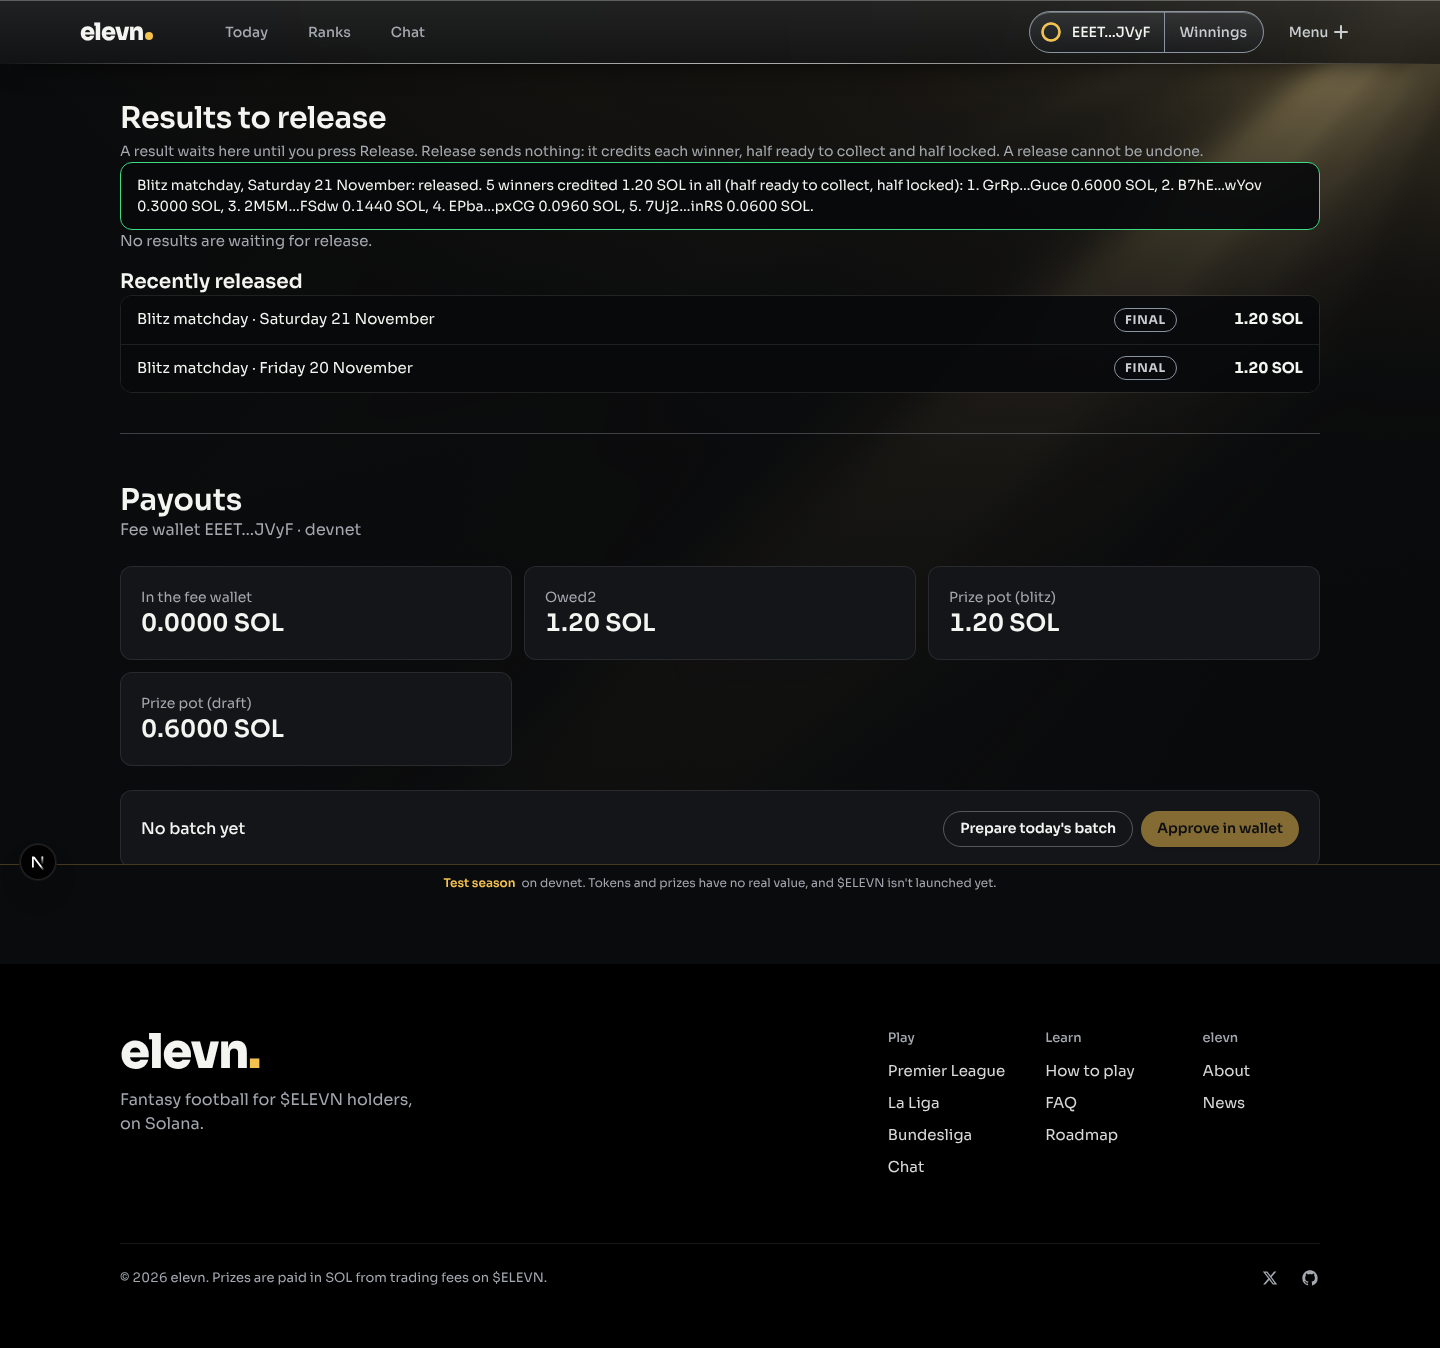 elevn.
Today
Ranks
Chat
EEET...JVyF
Winnings
Menu
Results to release
A result waits here until you press Release. Release sends nothing: it credits each winner, half ready to collect and half locked. A release cannot be undone.
Blitz matchday, Saturday 21 November: released. 5 winners credited 1.20 SOL in all (half ready to collect, half locked): 1. GrRp...Guce 0.6000 SOL, 2. B7hE...wYov
0.3000 SOL, 3. 2M5M...FSdw 0.1440 SOL, 4. EPba...pxCG 0.0960 SOL, 5. 7Uj2...inRS 0.0600 SOL.
No results are waiting for release.
Recently released
Blitz matchday · Saturday 21 November
FINAL
1.20 SOL
Blitz matchday · Friday 20 November
FINAL
1.20 SOL
Payouts
Fee wallet EEET...JVyF · devnet
In the fee wallet
0.0000 SOL
Owed2
1.20 SOL
Prize pot (blitz)
1.20 SOL
Prize pot (draft)
0.6000 SOL
No batch yet
Prepare today's batch
Approve in wallet
N
Test season on devnet. Tokens and prizes have no real value, and $ELEVN isn't launched yet.
elevn.
Fantasy football for $ELEVN holders,
on Solana.
Play
Premier League
La Liga
Bundesliga
Chat
Learn
How to play
FAQ
Roadmap
elevn
About
News
© 2026 elevn. Prizes are paid in SOL from trading fees on $ELEVN.